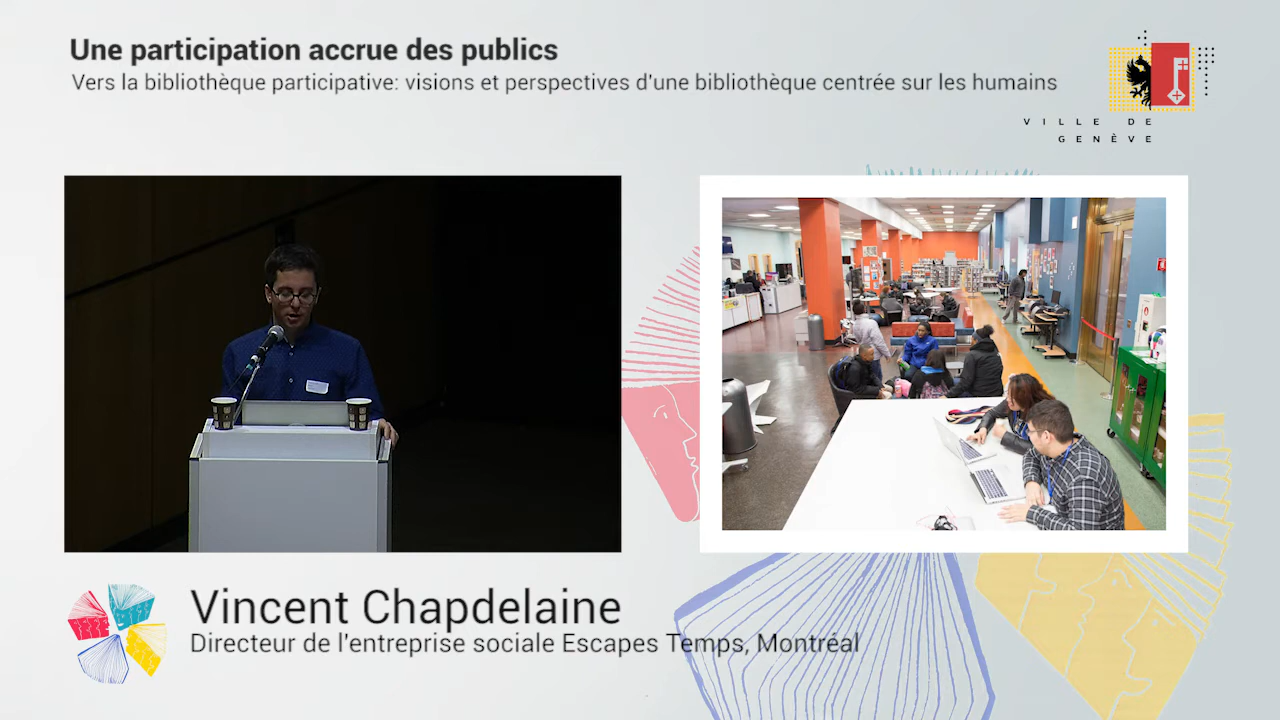 Une participation accrue des publics
Vers la bibliothèque participative: visions et perspectives d'une bibliothèque centrée sur les humains
VILLE DE
GENÈVE
Vincent Chapdelaine
Directeur de l'entreprise sociale Escapes Temps, Montréal